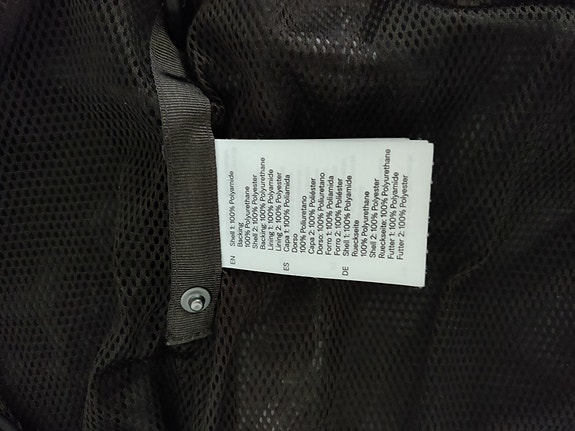 EN
Shell 1: 100% Polyamide
Backing
100% Polyurethane
Shell 2: 100% Polyester
Backing: 100% Polyurethane
Lining 1: 100% Polyamide
Lining 2: 100% Polyester
ES
Capa 1: 100% Poliamida
Dorso
100% Poliuretano
Capa 2: 100% Poliéster
Dorso: 100% Poliuretano
Forro 1: 100% Poliamida
Forro 2: 100% Poliéster
DE
Shell 1: 100% Polyamide
Rueckseite
100% Polyurethane
Shell 2: 100% Polyester
Rueckseite: 100% Polyurethane
Futter 1: 100% Polyamide
Futter 2: 100% Polyester